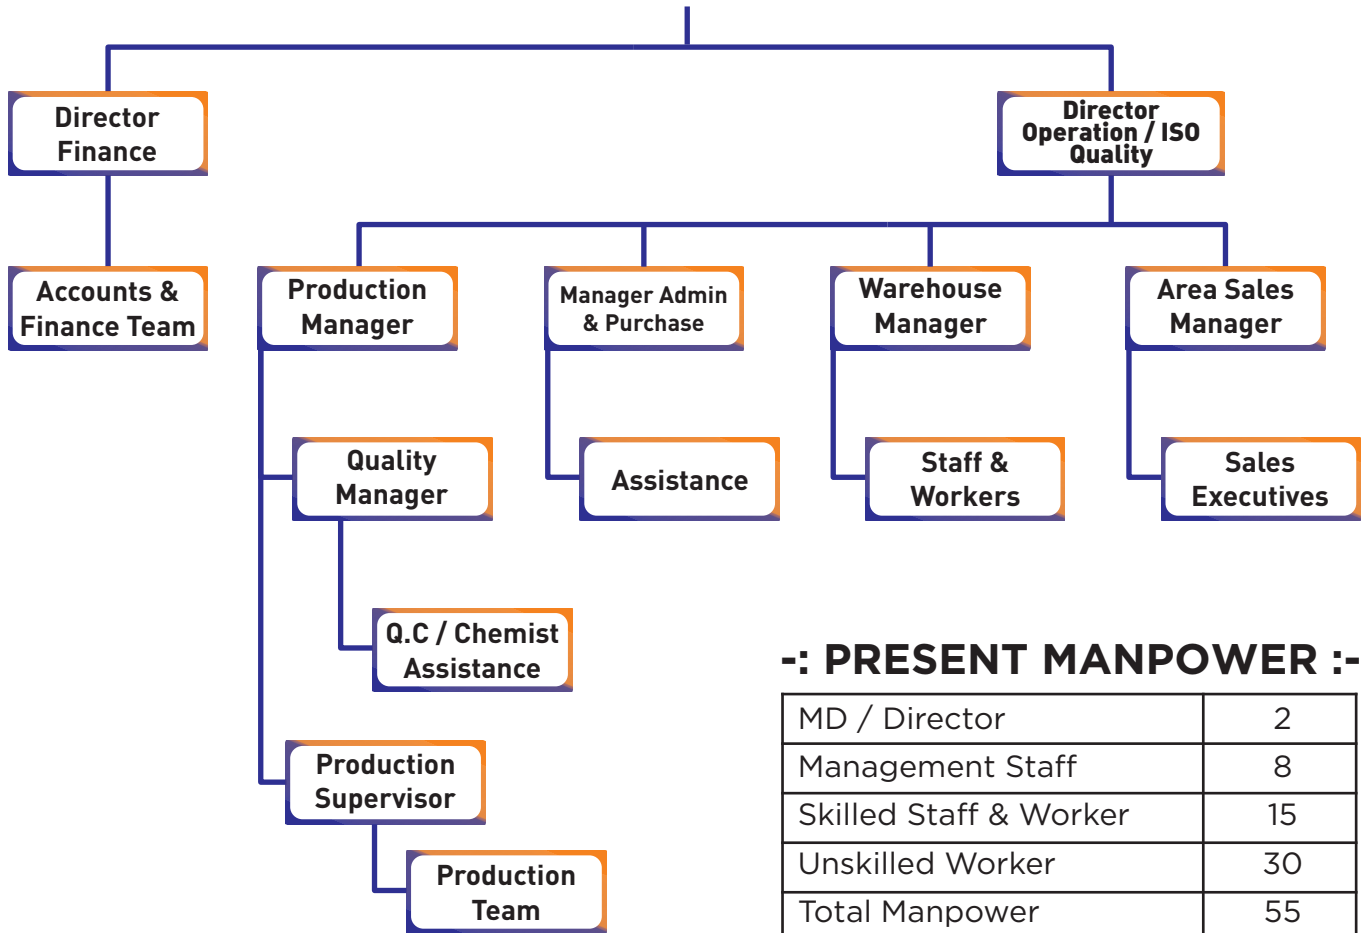 Director
Finance
Director
Operation / ISO
Quality
Accounts &
Finance Team
Production
Manager
Manager Admin
& Purchase
Warehouse
Manager
Area Sales
Manager
Quality
Manager
Assistance
Staff &
Workers
Sales
Executives
Q.C / Chemist
Assistance
Production
Supervisor
Production
Team
-: PRESENT MANPOWER :-
MD / Director 2
Management Staff 8
Skilled Staff & Worker 15
Unskilled Worker 30
Total Manpower 55